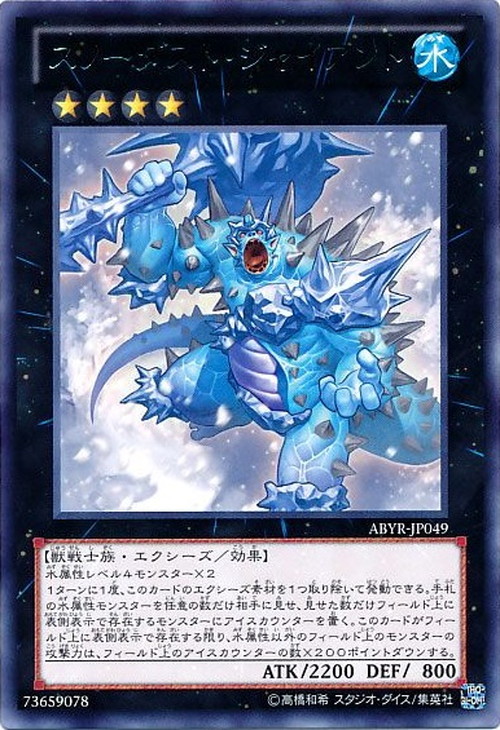 スノーダスト・ジャイアント
水
ABYR-JP049
【獣戦士族・エクシーズ／効果】
水属性レベル４モンスター×２
１ターンに１度、このカードのエクシーズ素材を１つ取り除いて発動できる。手札
の水属性モンスターを任意の数だけ相手に見せ、見せた数だけフィールド上に
表側表示で存在するモンスターにアイスカウンターを置く。このカードがフィー
ルド上に表側表示で存在する限り、水属性以外のフィールド上のモンスターの
攻撃力は、フィールド上のアイスカウンターの数×２００ポイントダウンする。
ATK/2200 DEF/ 800
73659078
©高橋和希 スタジオ・ダイス/集英社